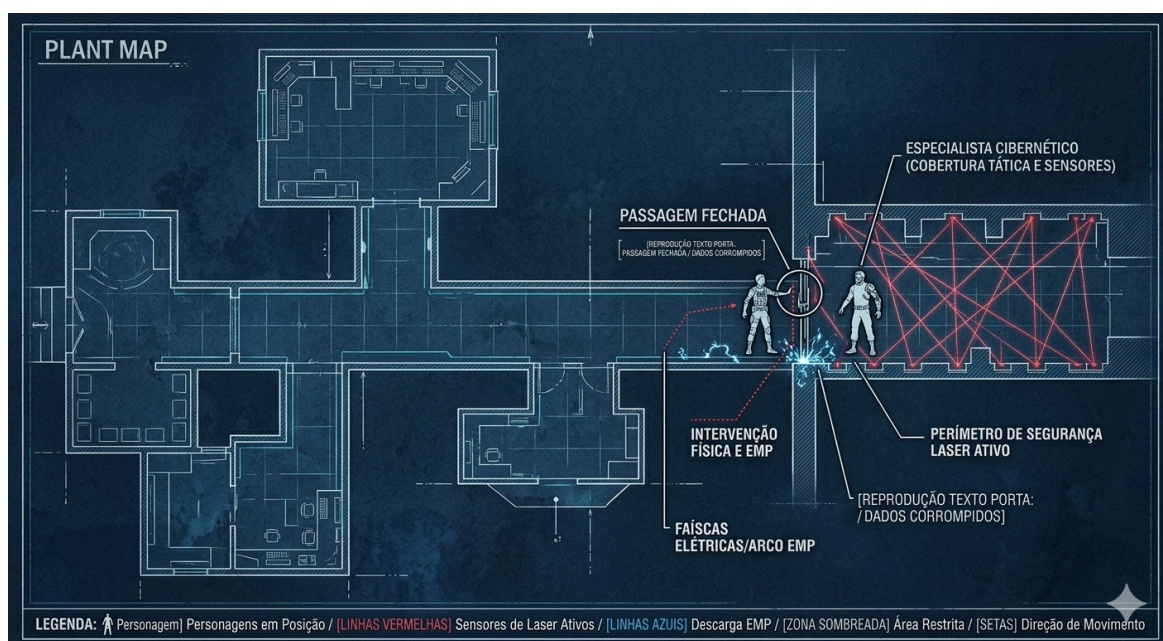 PLANT MAP
ESPECIALISTA CIBERNÉTICO
(COBERTURA TÁTICA E SENSORES)
PASSAGEM FECHADA
[REPRODUÇÃO TEXTO PORTA:
PASSAGEM FECHADA / DADOS CORROMPIDOS]
INTERVENÇÃO
FÍSICA E EMP
PERÍMETRO DE SEGURANÇA
LASER ATIVO
[REPRODUÇÃO TEXTO PORTA:
/ DADOS CORROMPIDOS]
FAÍSCAS
ELÉTRICAS/ARCO EMP
LEGENDA: Personagem] Personagens em Posição / [LINHAS VERMELHAS] Sensores de Laser Ativos / [LINHAS AZUIS] Descarga EMP / [ZONA SOMBREADA] Área Restrita / [SETAS] Direção de Movimento